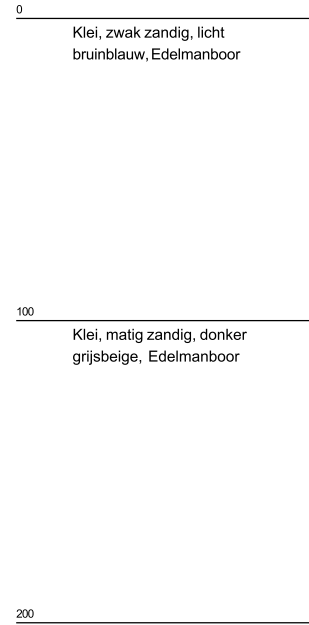 0
Klei, zwak zandig, licht
bruinblauw, Edelmanboor
100
Klei, matig zandig, donker
grijsbeige, Edelmanboor
200